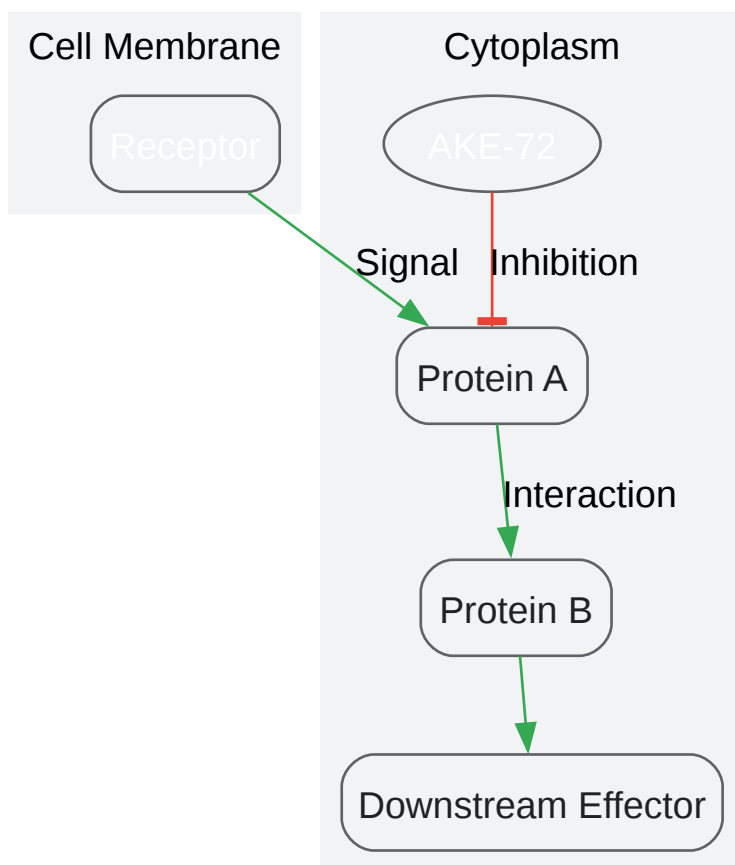 Cell Membrane
Cytoplasm
Receptor
AKE-72
Signal
Inhibition
Protein A
Interaction
Protein B
Downstream Effector